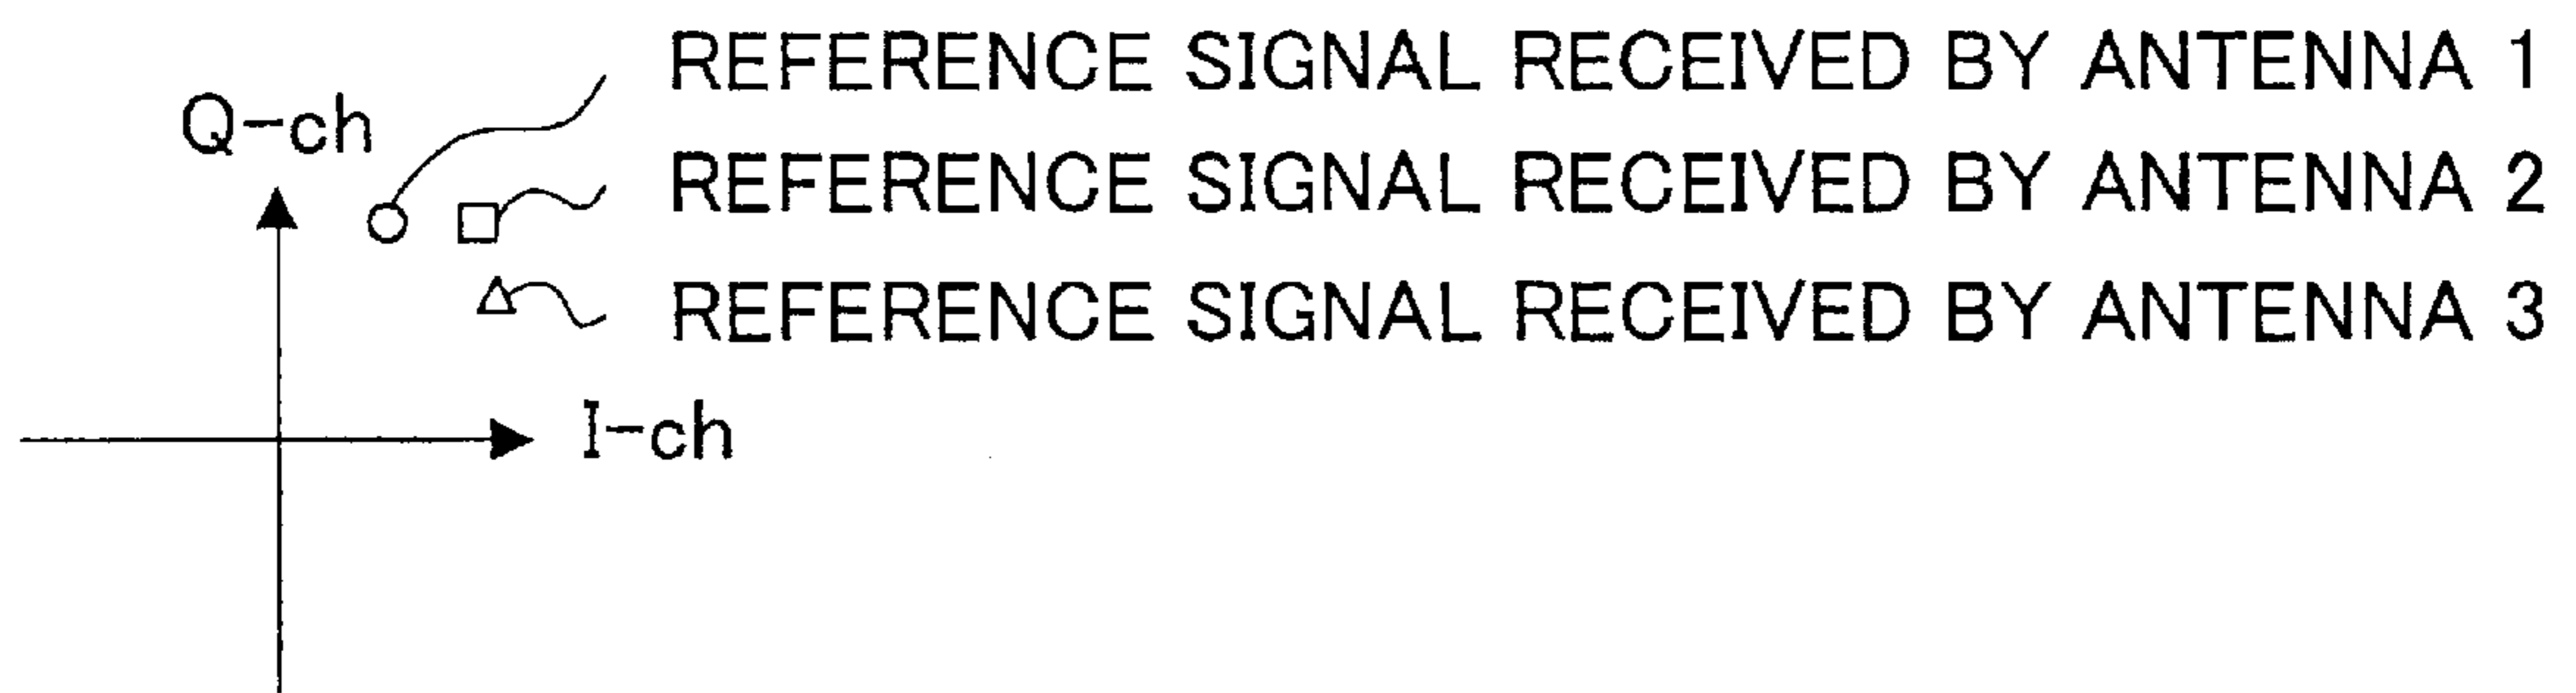 REFERENCE SIGNAL RECEIVED BY ANTENNA 1
Q-ch
REFERENCE SIGNAL RECEIVED BY ANTENNA 2
REFERENCE SIGNAL RECEIVED BY ANTENNA 3
I-ch